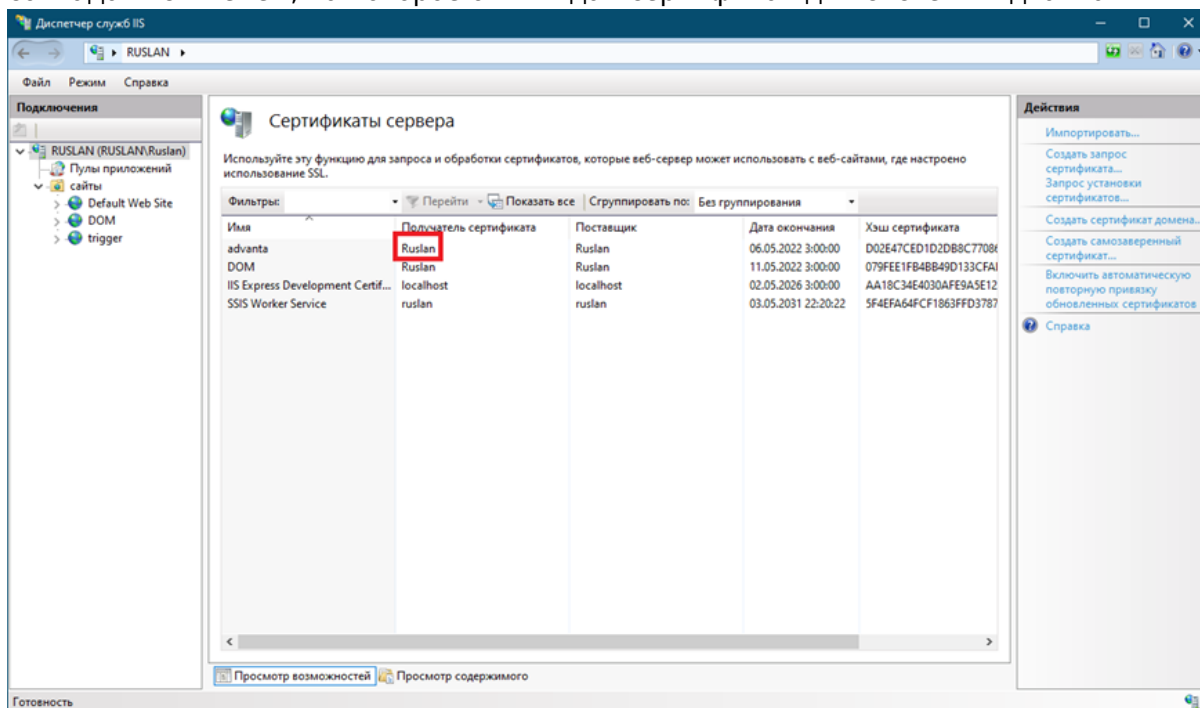 Диспетчер служб IIS
RUSLAN
Файл Режим Справка
Подключения
RUSLAN (RUSLAN\Ruslan)
Пулы приложений
сайты
Default Web Site
DOM
trigger
Сертификаты сервера
Используйте эту функцию для запроса и обработки сертификатов, которые веб-сервер может использовать с веб-сайтами, где настроено
использование SSL.
Фильтры: Перейти Показать все Сгруппировать по: Без группирования
Имя Получатель сертификата Поставщик Дата окончания Хэш сертификата
advanta Ruslan Ruslan 06.05.2022 3:00:00 D02E47CED1D2DB8C7708
DOM Ruslan Ruslan 11.05.2022 3:00:00 079FEE1FB4BB49D133CFA
IIS Express Development Certif... localhost localhost 02.05.2026 3:00:00 AA18C34E4030AFE9A5E12
SSIS Worker Service ruslan ruslan 03.05.2031 22:20:22 5F4EFA64FCF1863FFD3787
Просмотр возможностей Просмотр содержимого
Действия
Импортировать...
Создать запрос
сертификата...
Запрос установки
сертификатов...
Создать сертификат домена...
Создать самозаверенный
сертификат...
Включить автоматическую
повторную привязку
обновленных сертификатов
Справка
Готовность